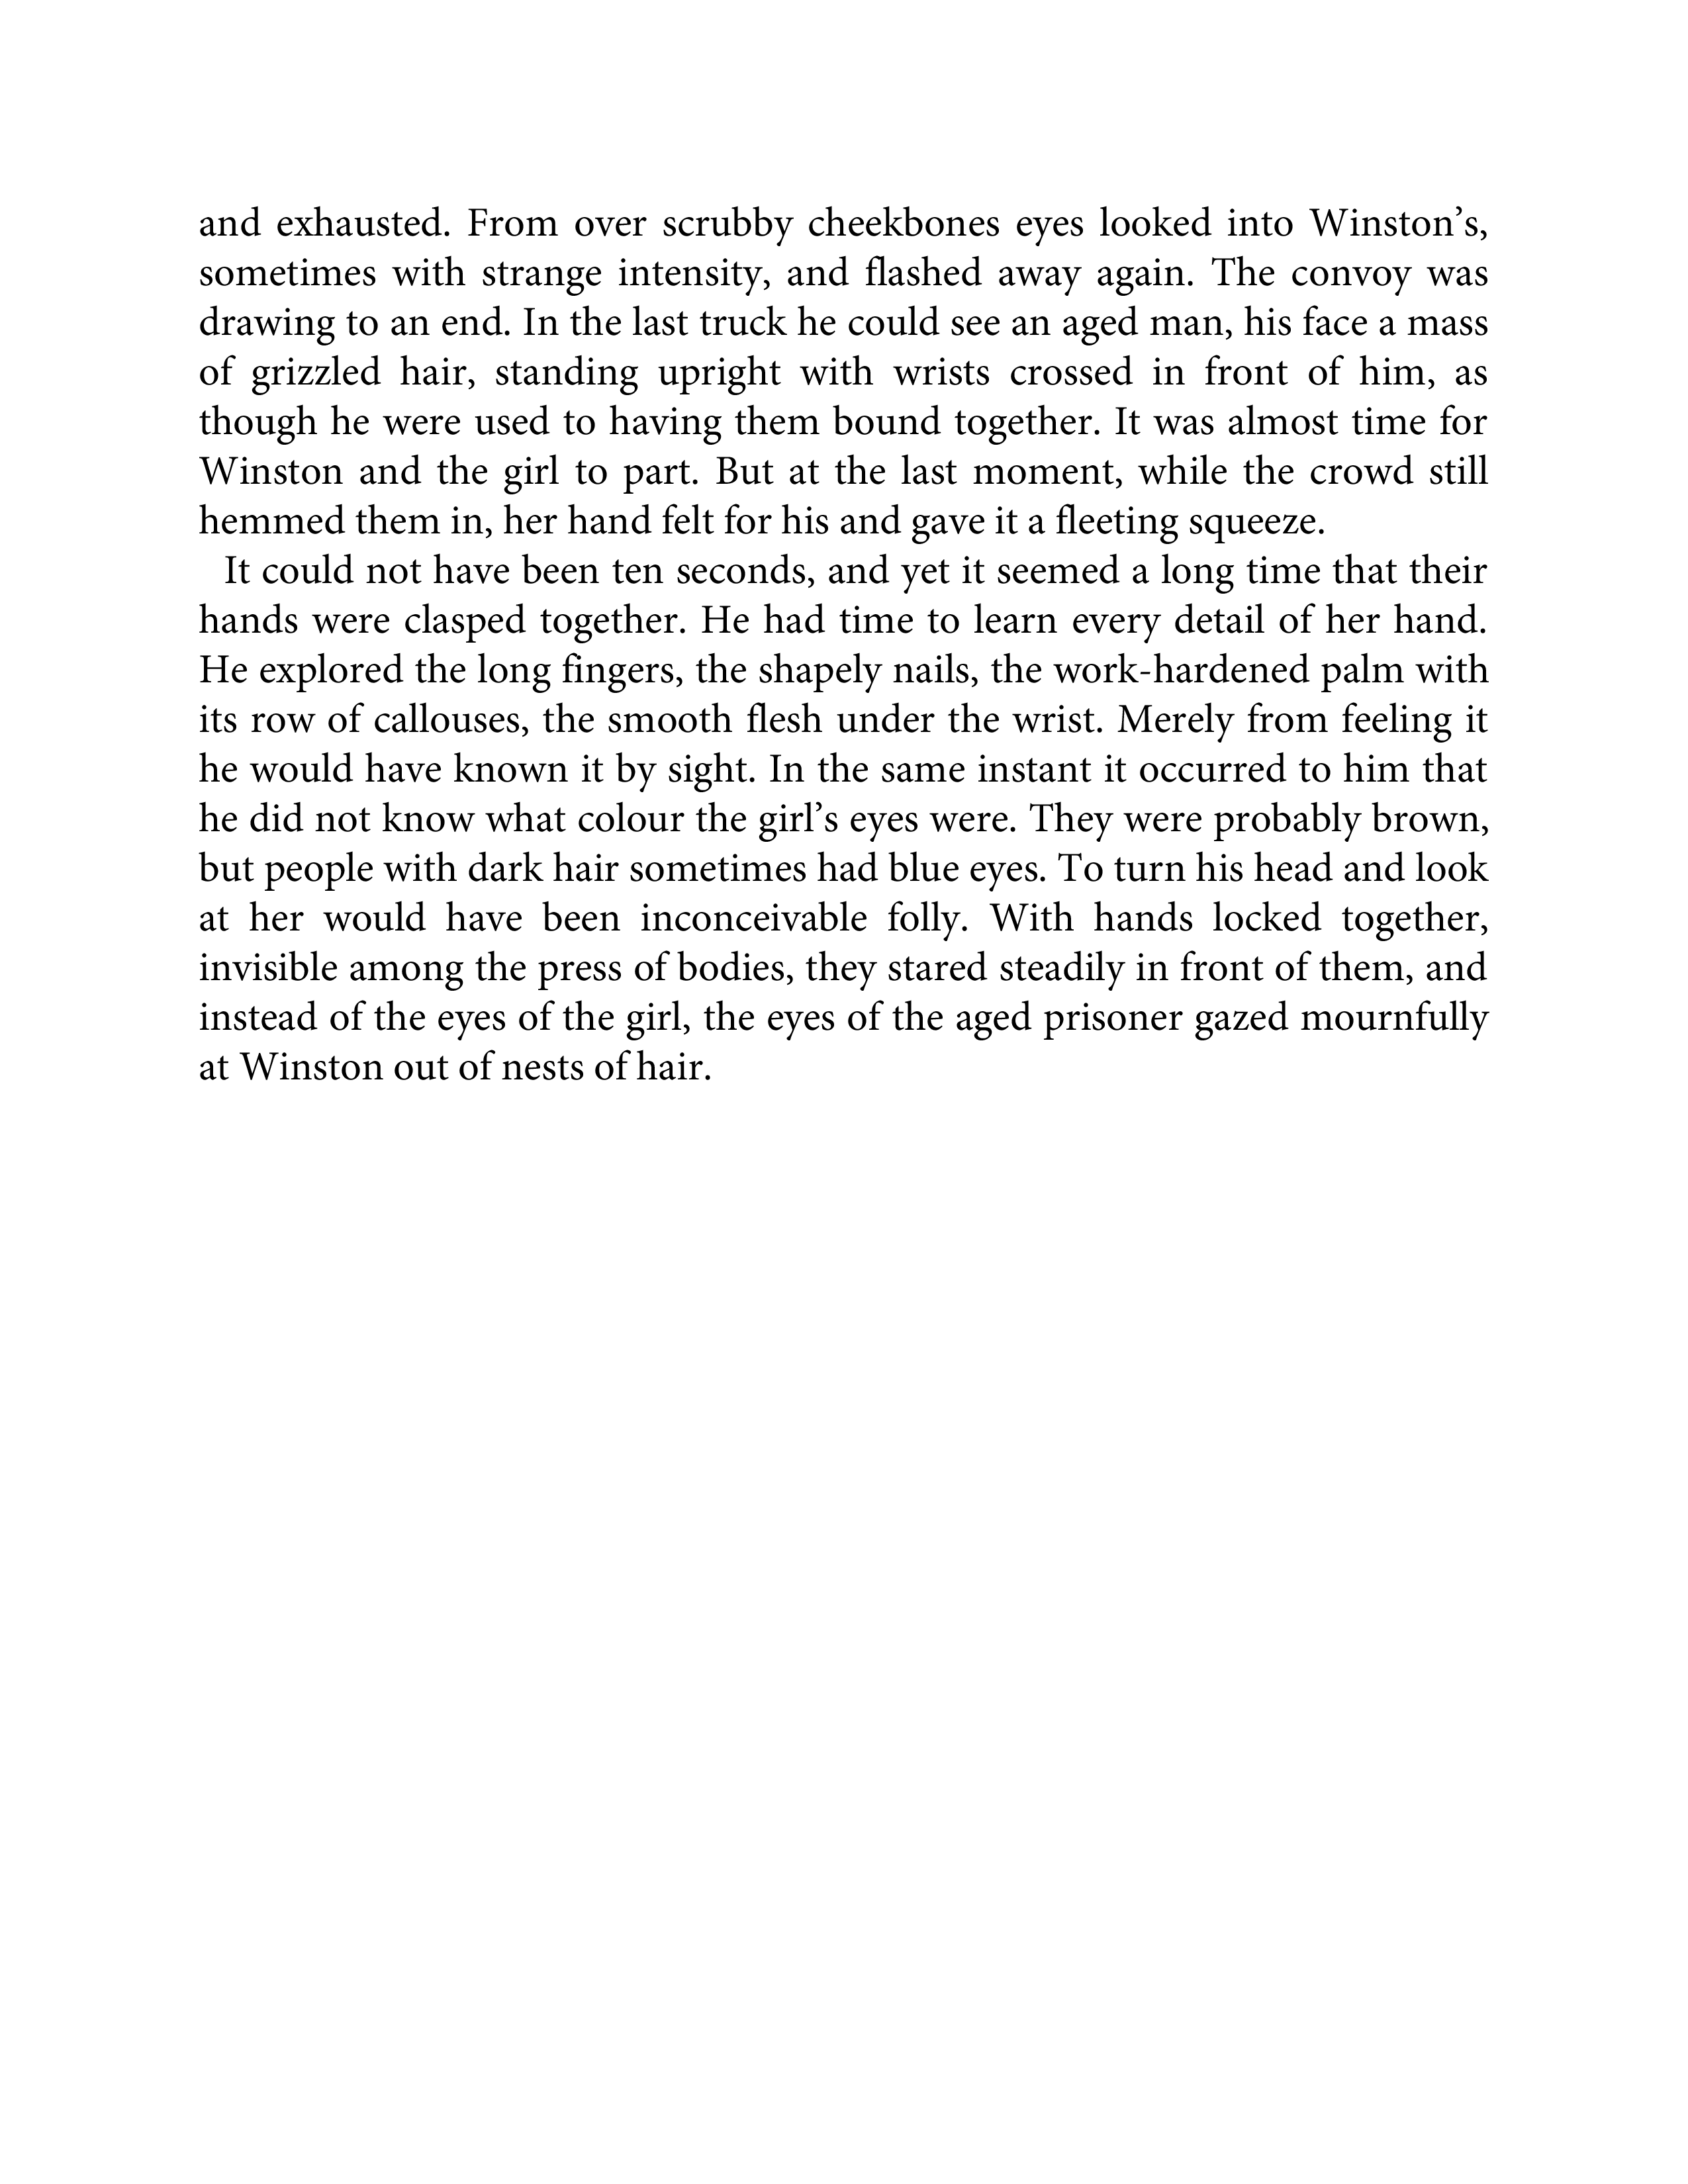 and exhausted. From over scrubby cheekbones eyes looked into Winston’s,
sometimes with strange intensity, and flashed away again. The convoy was
drawing to an end. In the last truck he could see an aged man, his face a mass
of grizzled hair, standing upright with wrists crossed in front of him, as
though he were used to having them bound together. It was almost time for
Winston and the girl to part. But at the last moment, while the crowd still
hemmed them in, her hand felt for his and gave it a fleeting squeeze.
It could not have been ten seconds, and yet it seemed a long time that their
hands were clasped together. He had time to learn every detail of her hand.
He explored the long fingers, the shapely nails, the work-hardened palm with
its row of callouses, the smooth flesh under the wrist. Merely from feeling it
he would have known it by sight. In the same instant it occurred to him that
he did not know what colour the girl’s eyes were. They were probably brown,
but people with dark hair sometimes had blue eyes. To turn his head and look
at her would have been inconceivable folly. With hands locked together,
invisible among the press of bodies, they stared steadily in front of them, and
instead of the eyes of the girl, the eyes of the aged prisoner gazed mournfully
at Winston out of nests of hair.